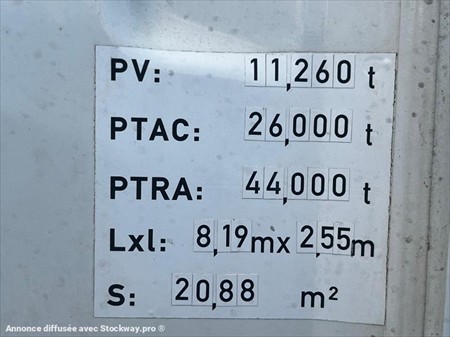 PV: 11,260 t
PTAC: 26,000 t
PTRA: 44,000 t
Lxl: 8,19mx 2,55m
S: 20,88 m²
Annonce diffusée avec Stockway.pro ®